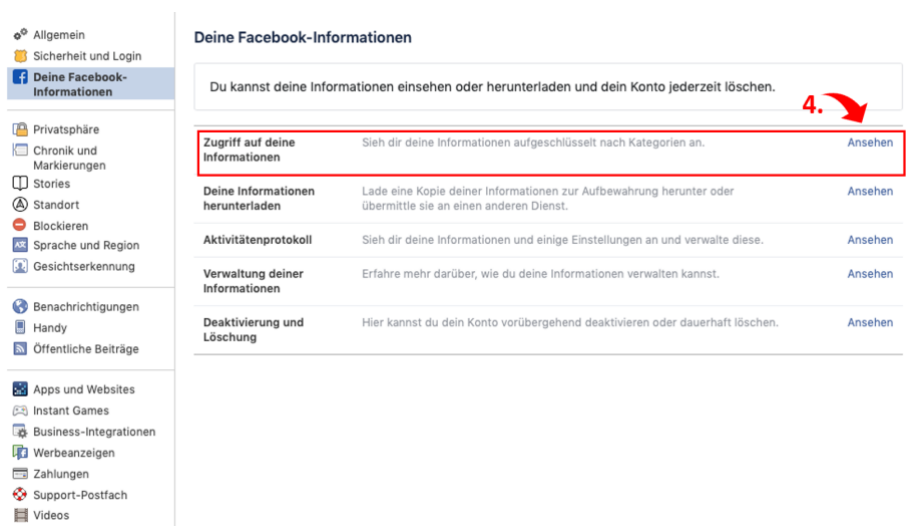 Allgemein
Sicherheit und Login
Deine Facebook-
Informationen
Privatsphäre
Chronik und
Markierungen
Stories
Standort
Blockieren
Sprache und Region
Gesichtserkennung
Benachrichtigungen
Handy
Öffentliche Beiträge
Apps und Websites
Instant Games
Business-Integrationen
Werbeanzeigen
Zahlungen
Support-Postfach
Videos
Deine Facebook-Informationen
Du kannst deine Informationen einsehen oder herunterladen und dein Konto jederzeit löschen.
4.
Zugriff auf deine
Informationen
Sieh dir deine Informationen aufgeschlüsselt nach Kategorien an.
Ansehen
Deine Informationen
herunterladen
Lade eine Kopie deiner Informationen zur Aufbewahrung herunter oder
übermittle sie an einen anderen Dienst.
Ansehen
Aktivitätenprotokoll
Sieh dir deine Informationen und einige Einstellungen an und verwalte diese.
Ansehen
Verwaltung deiner
Informationen
Erfahre mehr darüber, wie du deine Informationen verwalten kannst.
Ansehen
Deaktivierung und
Löschung
Hier kannst du dein Konto vorübergehend deaktivieren oder dauerhaft löschen.
Ansehen